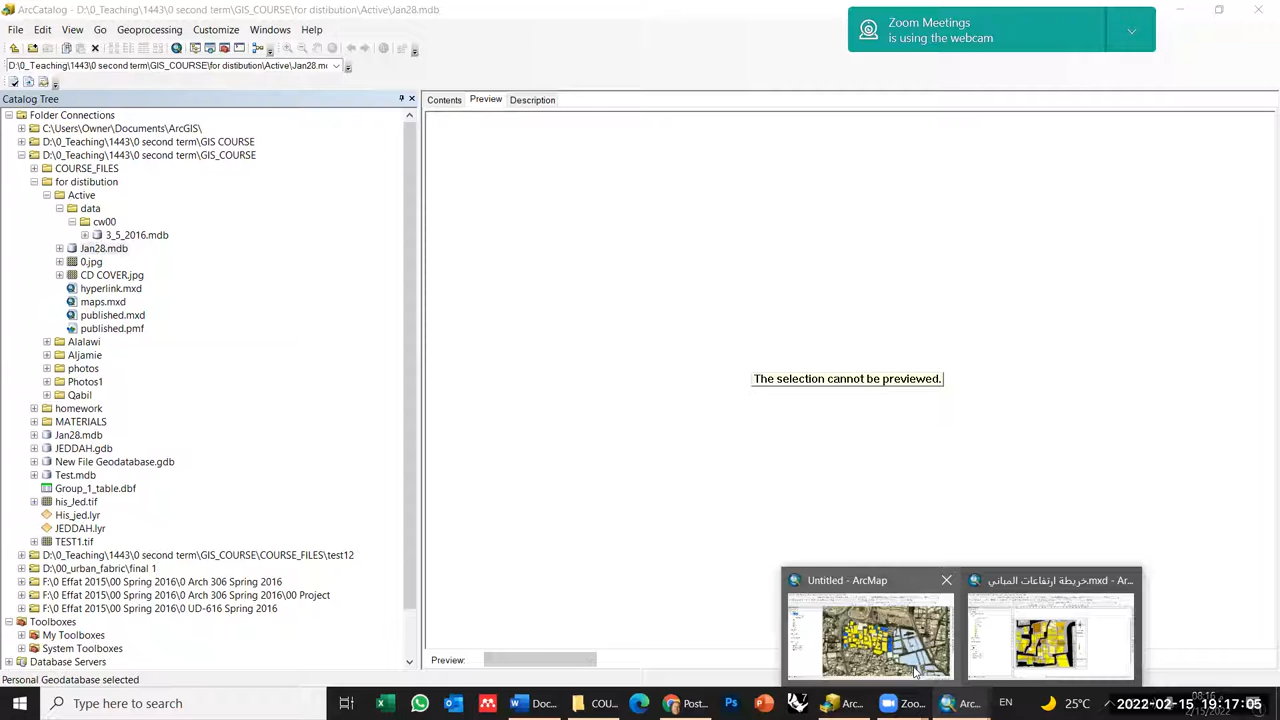 ArcCatalog - D:\0_Teaching\1443\0 second term\GIS_COURSE\for distibution\Active\Jan28.mdb
File Edit View Go Geoprocessing Customize Windows Help
Zoom Meetings
is using the webcam
D:\0_Teaching\1443\0 second term\GIS_COURSE\for distibution\Active\Jan28.m
Catalog Tree
Contents Preview Description
Folder Connections
C:\Users\Owner\Documents\ArcGIS\
D:\0_Teaching\1443\0 second term\GIS COURSE
D:\0_Teaching\1443\0 second term\GIS_COURSE
COURSE_FILES
for distibution
Active
data
cw00
3_5_2016.mdb
Jan28.mdb
0.jpg
CD COVER.jpg
hyperlink.mxd
maps.mxd
published.mxd
published.pmf
Alalawi
Aljamie
photos
Photos1
Qabil
homework
MATERIALS
Jan28.mdb
JEDDAH.gdb
New File Geodatabase.gdb
Test.mdb
Group_1_table.dbf
his_Jed.tif
His_jed.lyr
JEDDAH.lyr
TEST1.tif
D:\0_Teaching\1443\0 second term\GIS_COURSE\COURSE_FILES\test12
D:\00_urban_fabric\final 1
F:\0 Effat 2015\00 Spring 2016\0 Arch 306 Spring 2016
F:\0 Effat 2015\00 Spring 2016\00 Project
F:\0 Effat 2015\00 Spring 2016\UD-610 Spring 2016
Toolboxes
My Toolboxes
System Toolboxes
Database Servers
The selection cannot be previewed.
Untitled - ArcMap
خريطة ارتفاعات المباني.mxd - Ar...
Preview:
Personal Geodatabase selected
Type here to search
Doc...
COU...
Post...
Arc...
Zoo...
Arc...
EN
25°C
2022-02-15 19:17:05